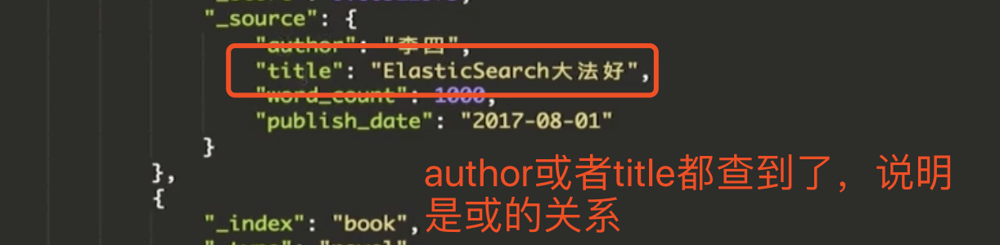 "_source": {
"author": "李四",
"title": "ElasticSearch大法好",
"word_count": 1000,
"publish_date": "2017-08-01"
}
},
{
author或者title都查到了，说明
是或的关系
"_index": "book",